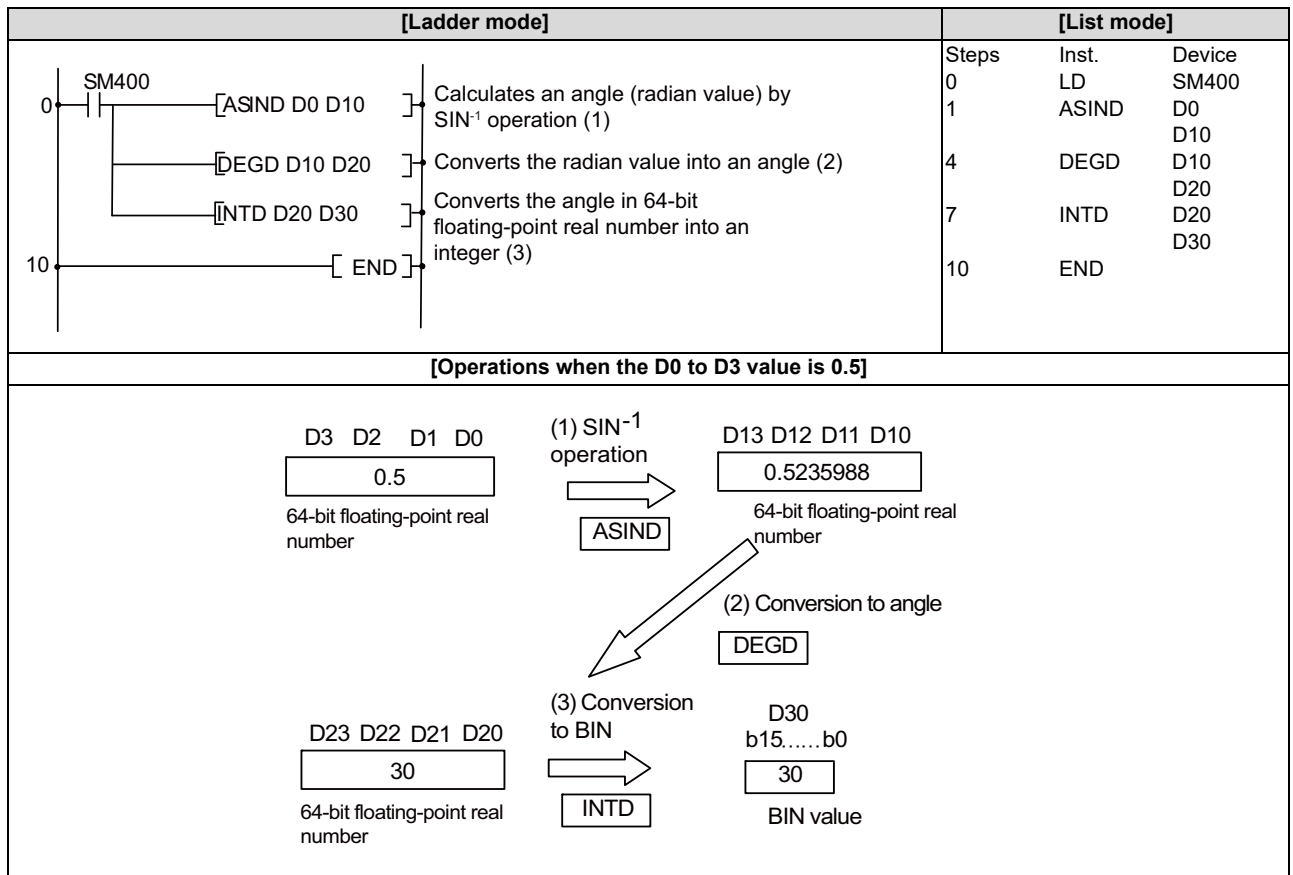 [Ladder mode]
[List mode]
SM400
0
[ASIND D0 D10 ]
Calculates an angle (radian value) by
SIN-1 operation (1)
[DEGD D10 D20 ]
Converts the radian value into an angle (2)
[INTD D20 D30 ]
Converts the angle in 64-bit
floating-point real number into an
integer (3)
10
[ END ]
Steps Inst. Device
0 LD SM400
1 ASIND D0
D10
4 DEGD D10
D20
7 INTD D20
D30
10 END
[Operations when the D0 to D3 value is 0.5]
D3 D2 D1 D0
0.5
64-bit floating-point real
number
(1) SIN-1
operation
ASIND
D13 D12 D11 D10
0.5235988
64-bit floating-point real
number
(2) Conversion to angle
DEGD
D23 D22 D21 D20
30
64-bit floating-point real
number
(3) Conversion
to BIN
INTD
D30
b15......b0
30
BIN value